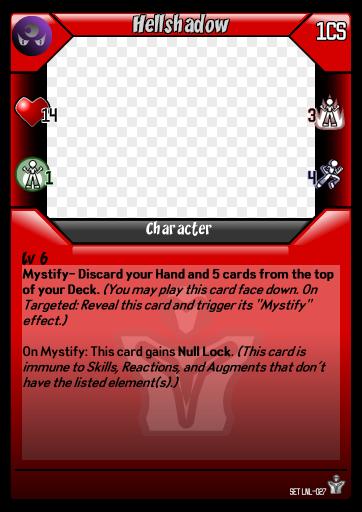 Hellshadow
1CS
14
3
1
4
Character
Lv 6
Mystify- Discard your Hand and 5 cards from the top
of your Deck. (You may play this card face down. On
Targeted: Reveal this card and trigger its "Mystify"
effect.)
On Mystify: This card gains Null Lock. (This card is
immune to Skills, Reactions, and Augments that don't
have the listed element(s).)
SET LNL-027